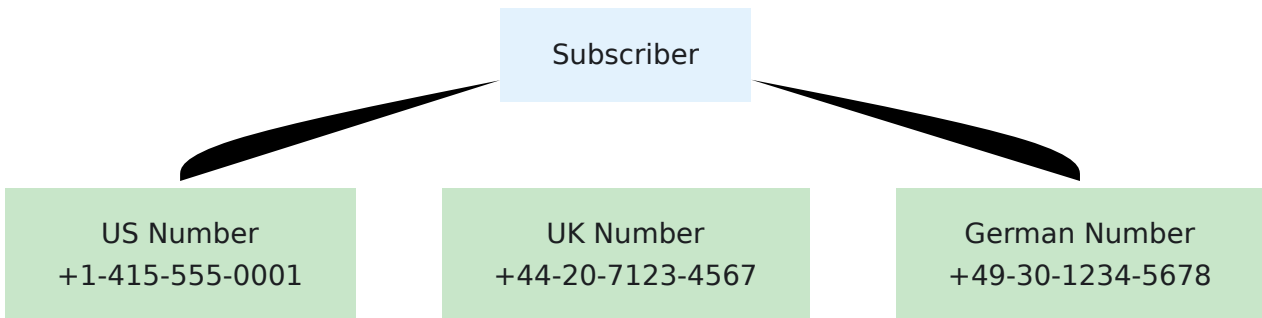 Subscriber
US Number
+1-415-555-0001
UK Number
+44-20-7123-4567
German Number
+49-30-1234-5678